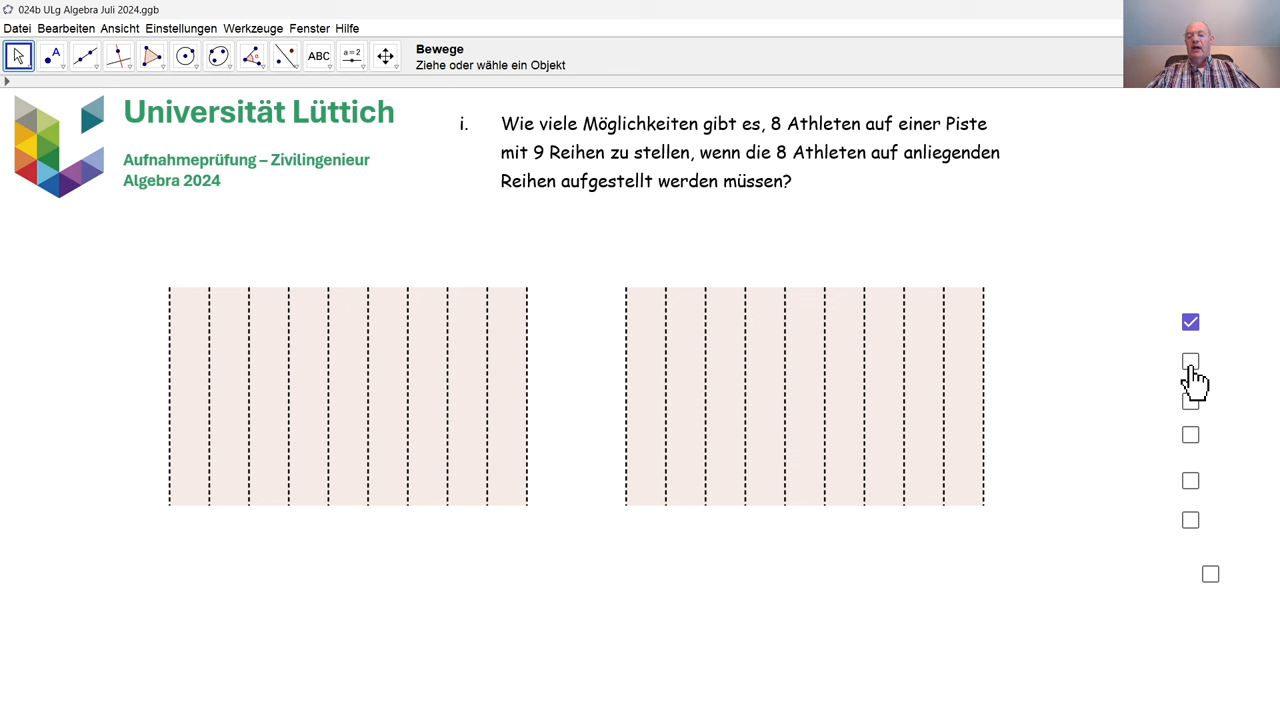 024b ULg Algebra Juli 2024.ggb
Datei Bearbeiten Ansicht Einstellungen Werkzeuge Fenster Hilfe
A
ABC
a=2
Bewege
Ziehe oder wähle ein Objekt
Universität Lüttich
Aufnahmeprüfung – Zivilingenieur
Algebra 2024
i. Wie viele Möglichkeiten gibt es, 8 Athleten auf einer Piste
mit 9 Reihen zu stellen, wenn die 8 Athleten auf anliegenden
Reihen aufgestellt werden müssen?